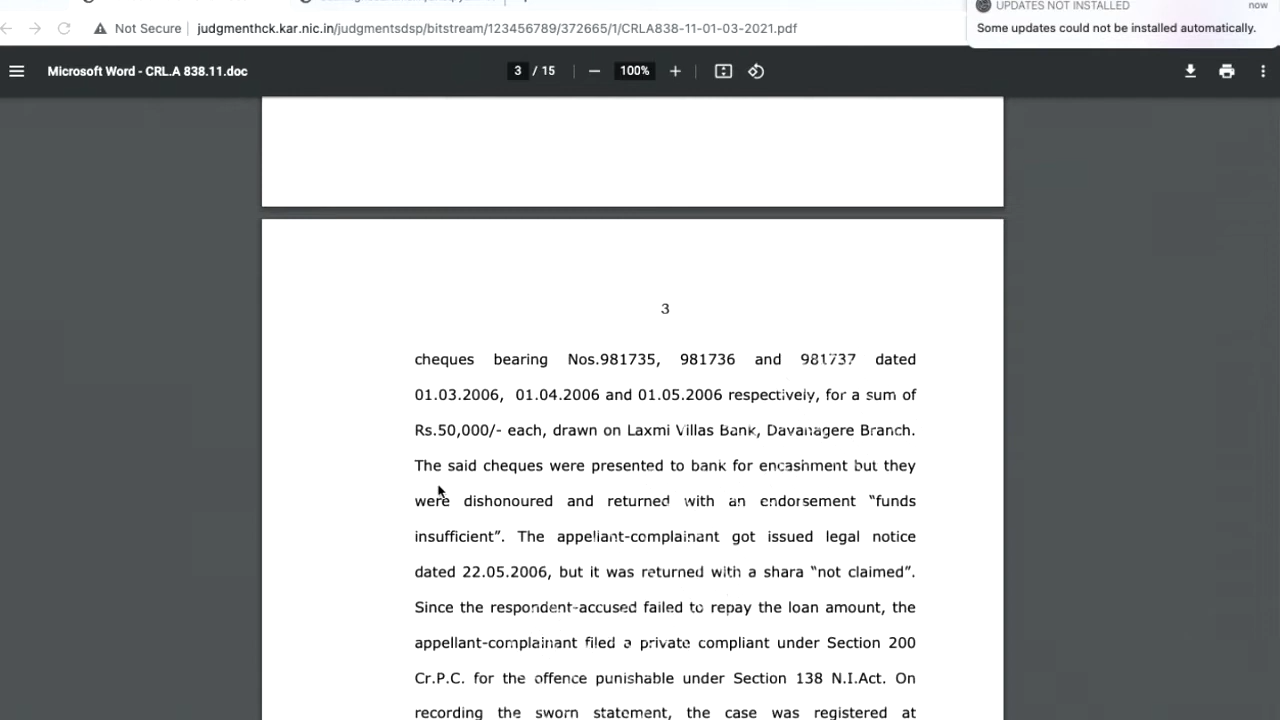 UPDATES NOT INSTALLED
now
Some updates could not be installed automatically.
Not Secure
judgmenthck.kar.nic.in/judgmentsdsp/bitstream/123456789/372665/1/CRLA838-11-01-03-2021.pdf
Microsoft Word - CRL.A 838.11.doc
3 / 15
100%
3
cheques bearing Nos.981735, 981736 and 981737 dated
01.03.2006, 01.04.2006 and 01.05.2006 respectively, for a sum of
Rs.50,000/- each, drawn on Laxmi Villas Bank, Davanagere Branch.
The said cheques were presented to bank for encashment but they
were dishonoured and returned with an endorsement “funds
insufficient”. The appellant-complainant got issued legal notice
dated 22.05.2006, but it was returned with a shara “not claimed”.
Since the respondent-accused failed to repay the loan amount, the
appellant-complainant filed a private compliant under Section 200
Cr.P.C. for the offence punishable under Section 138 N.I.Act. On
recording the sworn statement, the case was registered at